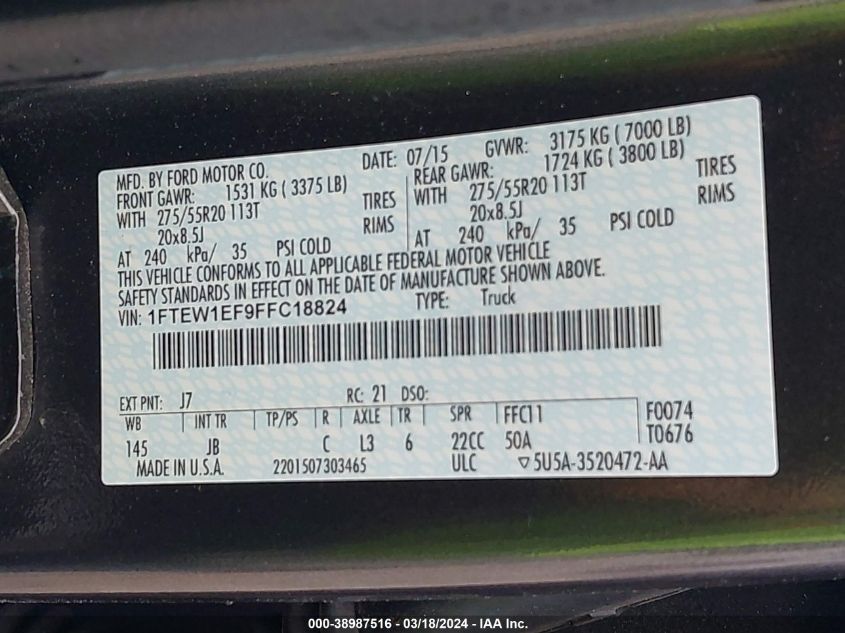 MFD. BY FORD MOTOR CO.
DATE: 07/15 GVWR: 3175 KG ( 7000 LB)
FRONT GAWR: 1531 KG ( 3375 LB) REAR GAWR: 1724 KG ( 3800 LB)
WITH 275/55R20 113T TIRES WITH 275/55R20 113T TIRES
20x8.5J RIMS 20x8.5J RIMS
AT 240 kPa/ 35 PSI COLD AT 240 kPa/ 35 PSI COLD
THIS VEHICLE CONFORMS TO ALL APPLICABLE FEDERAL MOTOR VEHICLE
SAFETY STANDARDS IN EFFECT ON THE DATE OF MANUFACTURE SHOWN ABOVE.
VIN: 1FTEW1EF9FFC18824 TYPE: Truck
EXT PNT: J7 RC: 21 DSO:
WB INT TR TP/PS R AXLE TR SPR FFC11 F0074
145 JB C L3 6 22CC 50A T0676
MADE IN U.S.A. 2201507303465 ULC ▽5U5A-3520472-AA
000-38987516 - 03/18/2024 - IAA Inc.